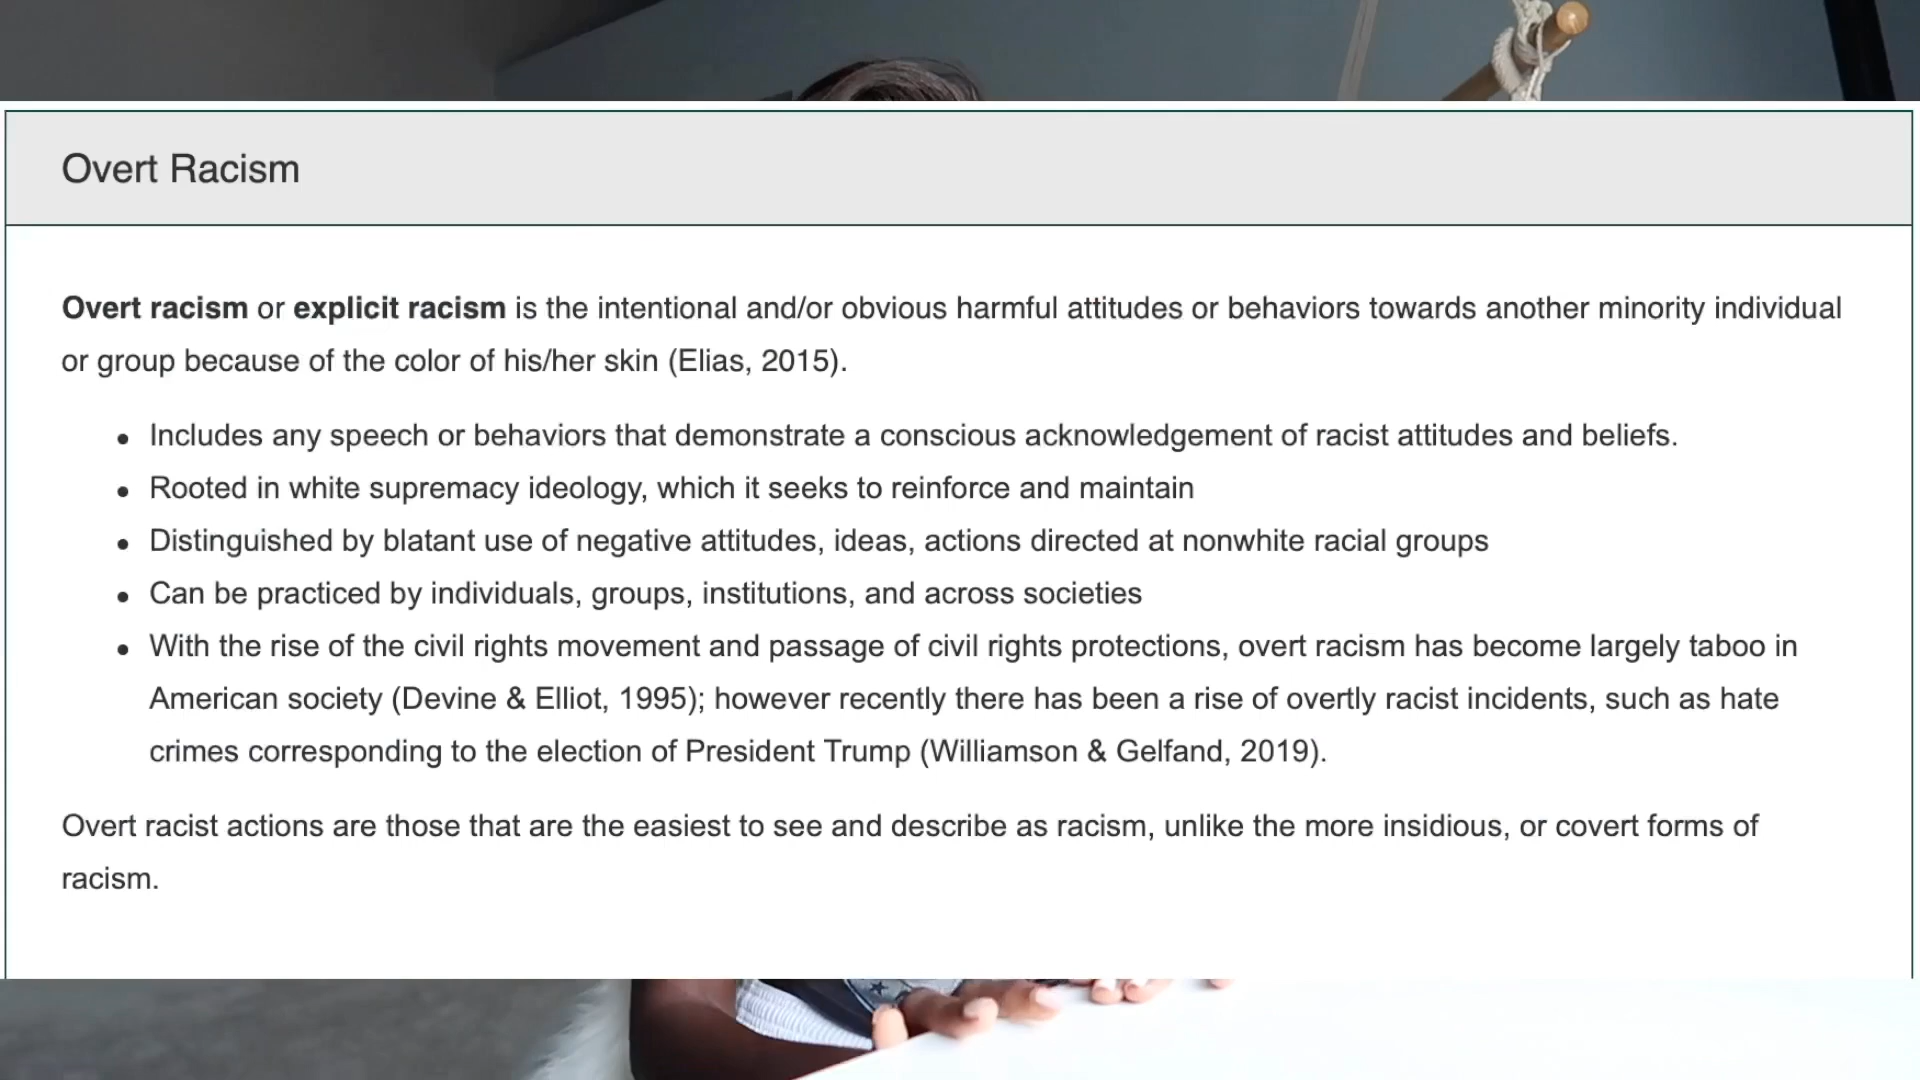 Overt Racism
Overt racism or explicit racism is the intentional and/or obvious harmful attitudes or behaviors towards another minority individual
or group because of the color of his/her skin (Elias, 2015).
• Includes any speech or behaviors that demonstrate a conscious acknowledgement of racist attitudes and beliefs.
• Rooted in white supremacy ideology, which it seeks to reinforce and maintain
• Distinguished by blatant use of negative attitudes, ideas, actions directed at nonwhite racial groups
• Can be practiced by individuals, groups, institutions, and across societies
• With the rise of the civil rights movement and passage of civil rights protections, overt racism has become largely taboo in
American society (Devine & Elliot, 1995); however recently there has been a rise of overtly racist incidents, such as hate
crimes corresponding to the election of President Trump (Williamson & Gelfand, 2019).
Overt racist actions are those that are the easiest to see and describe as racism, unlike the more insidious, or covert forms of
racism.